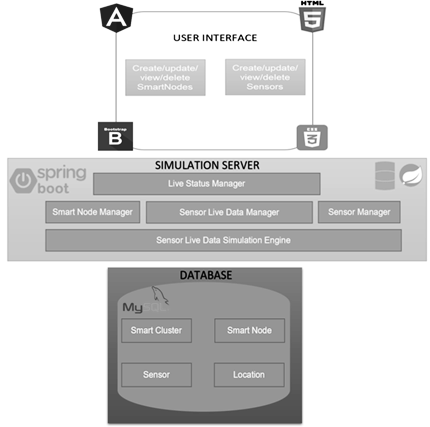 HTML
A
5
USER INTERFACE
Create/update/
view/delete
SmartNodes
Create/update/
view/delete
Sensors
Bootstrap
B
3
SIMULATION SERVER
spring
boot
Live Status Manager
Smart Node Manager
Sensor Live Data Manager
Sensor Manager
Sensor Live Data Simulation Engine
DATABASE
MySQL
Smart Cluster
Smart Node
Sensor
Location